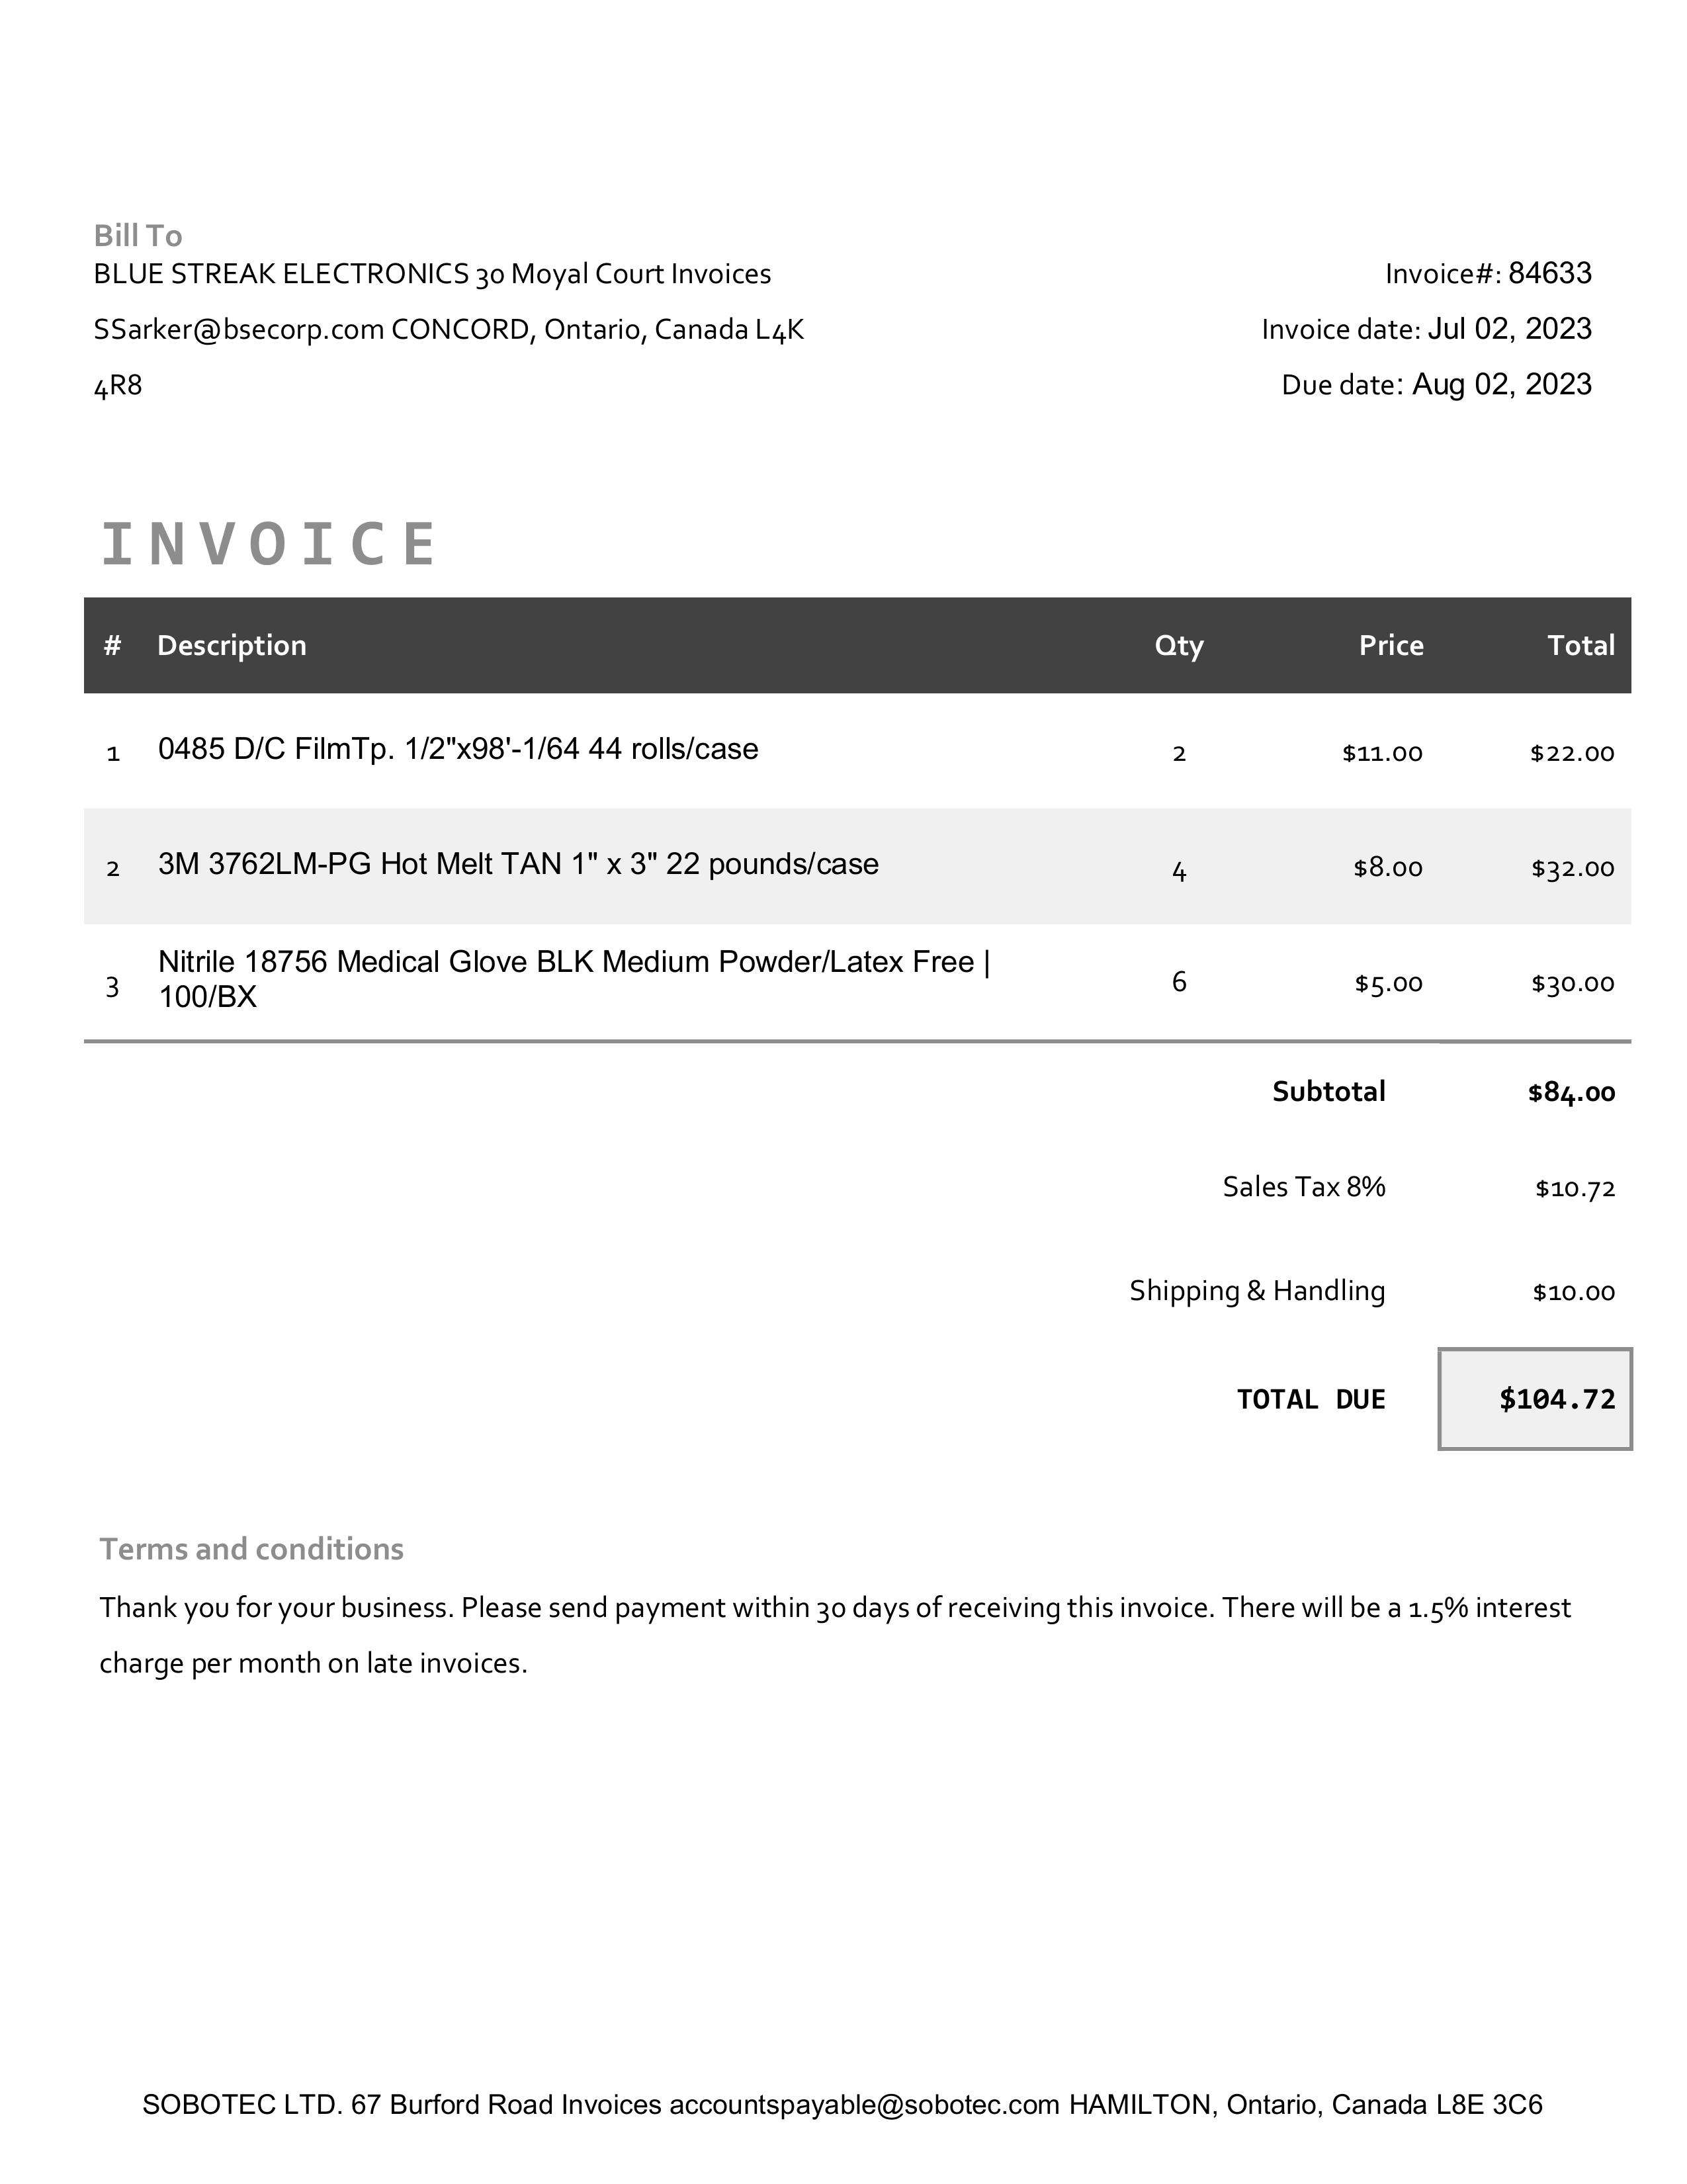 Bill To
BLUE STREAK ELECTRONICS 30 Moyal Court Invoices
SSarker@bsecorp.com CONCORD, Ontario, Canada L4K
4R8
Invoice#: 84633
Invoice date: Jul 02, 2023
Due date: Aug 02, 2023
INVOICE
# Description Qty Price Total
1 0485 D/C FilmTp. 1/2"x98'-1/64 44 rolls/case 2 $11.00 $22.00
2 3M 3762LM-PG Hot Melt TAN 1" x 3" 22 pounds/case 4 $8.00 $32.00
3 Nitrile 18756 Medical Glove BLK Medium Powder/Latex Free | 6 $5.00 $30.00
100/BX
Subtotal $84.00
Sales Tax 8% $10.72
Shipping & Handling $10.00
TOTAL DUE $104.72
Terms and conditions
Thank you for your business. Please send payment within 30 days of receiving this invoice. There will be a 1.5% interest
charge per month on late invoices.
SOBOTEC LTD. 67 Burford Road Invoices accountspayable@sobotec.com HAMILTON, Ontario, Canada L8E 3C6